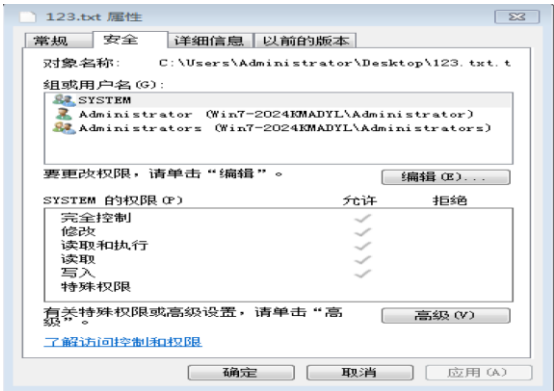 123.txt 属性
常规 安全 详细信息 以前的版本
对象名称: C:\Users\Administrator\Desktop\123.txt.t
组或用户名(G):
SYSTEM
Administrator (Win7-2024KMADYL\Administrator)
Administrators (Win7-2024KMADYL\Administrators)
要更改权限，请单击“编辑”。 编辑(E)...
SYSTEM 的权限(P) 允许 拒绝
完全控制
修改
读取和执行
读取
写入
特殊权限
有关特殊权限或高级设置，请单击“高
级”。 高级(V)
了解访问控制和权限
确定 取消 应用(A)